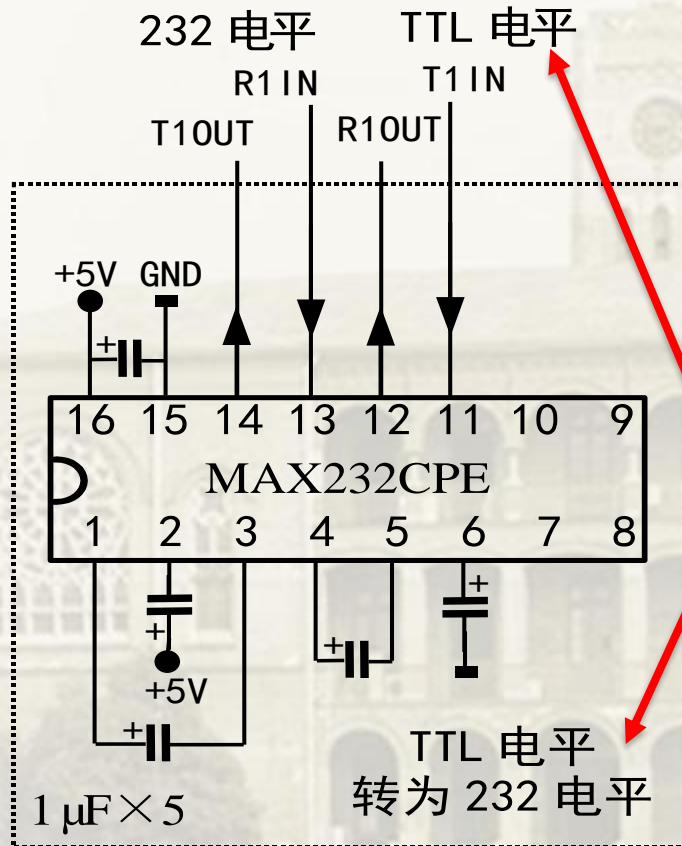 232 电平 TTL 电平
R1IN T1IN
T1OUT R1OUT
+5V GND
+
16 15 14 13 12 11 10 9
MAX232CPE
1 2 3 4 5 6 7 8
+
+
+
+5V
+
TTL 电平
转为 232 电平
1 μF×5